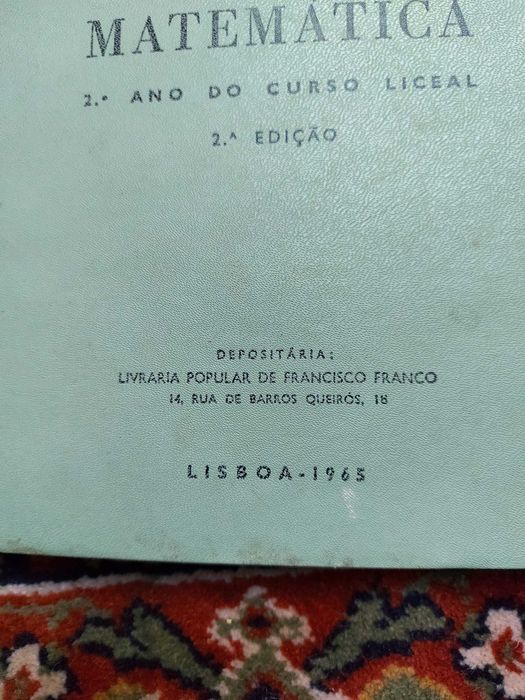 MATEMÁTICA
2.º ANO DO CURSO LICEAL
2.ª EDIÇÃO
DEPOSITÁRIA:
LIVRARIA POPULAR DE FRANCISCO FRANCO
14, RUA DE BARROS QUEIRÓS, 18
LISBOA - 1965